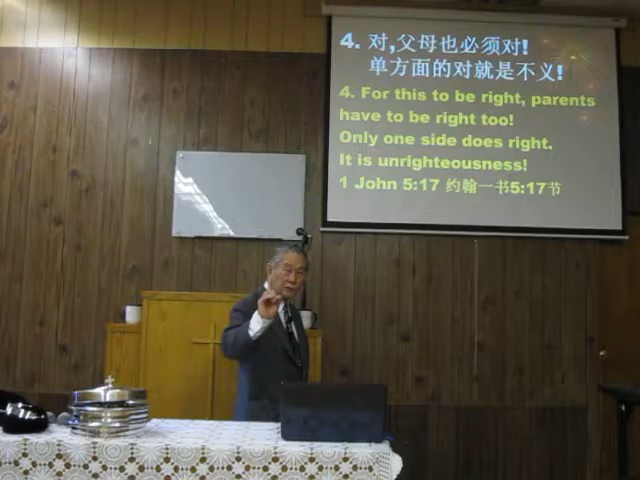 4. 对,父母也必须对!
单方面的对就是不义!
4. For this to be right, parents
have to be right too!
Only one side does right.
It is unrighteousness!
1 John 5:17 约翰一书5:17节